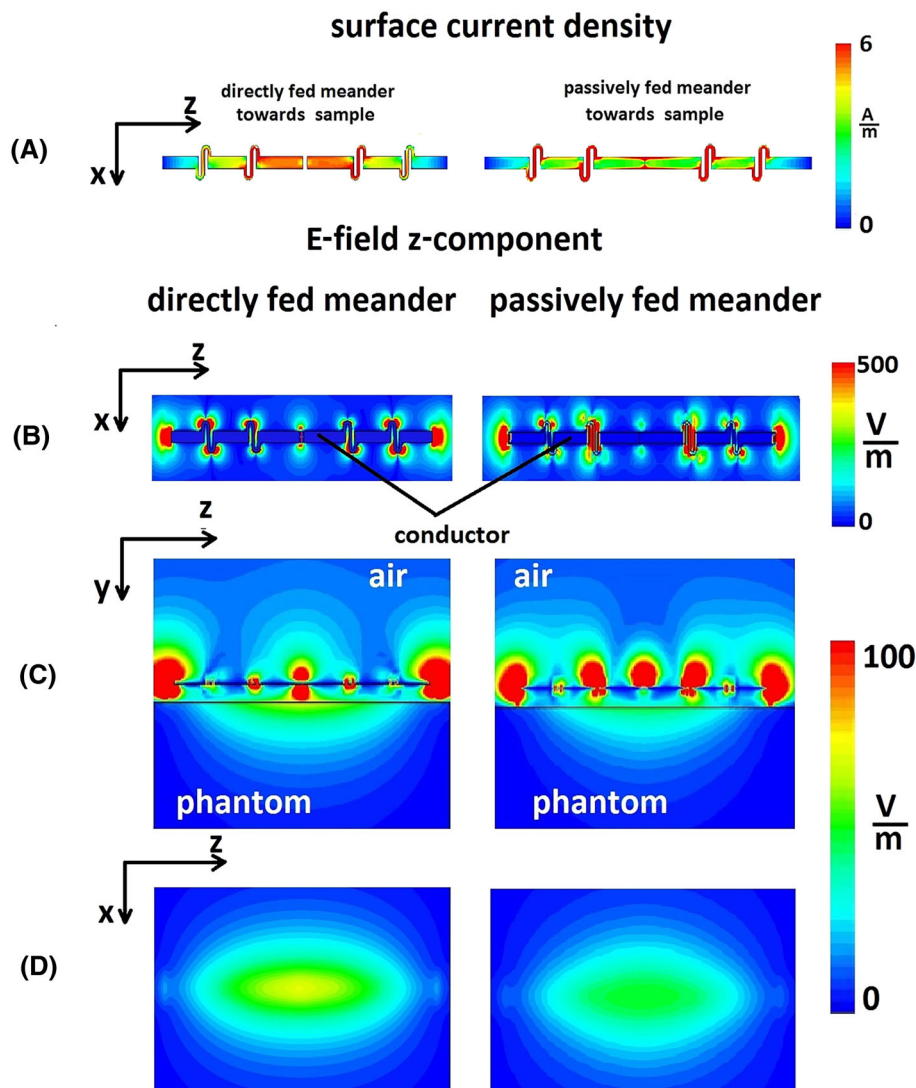 surface current density
directly fed meander
towards sample
passively fed meander
towards sample
6
A
m
0
z
x
(A)
E-field z-component
directly fed meander
passively fed meander
z
x
(B)
500
V
m
0
conductor
z
y
(C)
air
air
phantom
phantom
100
V
m
0
z
x
(D)